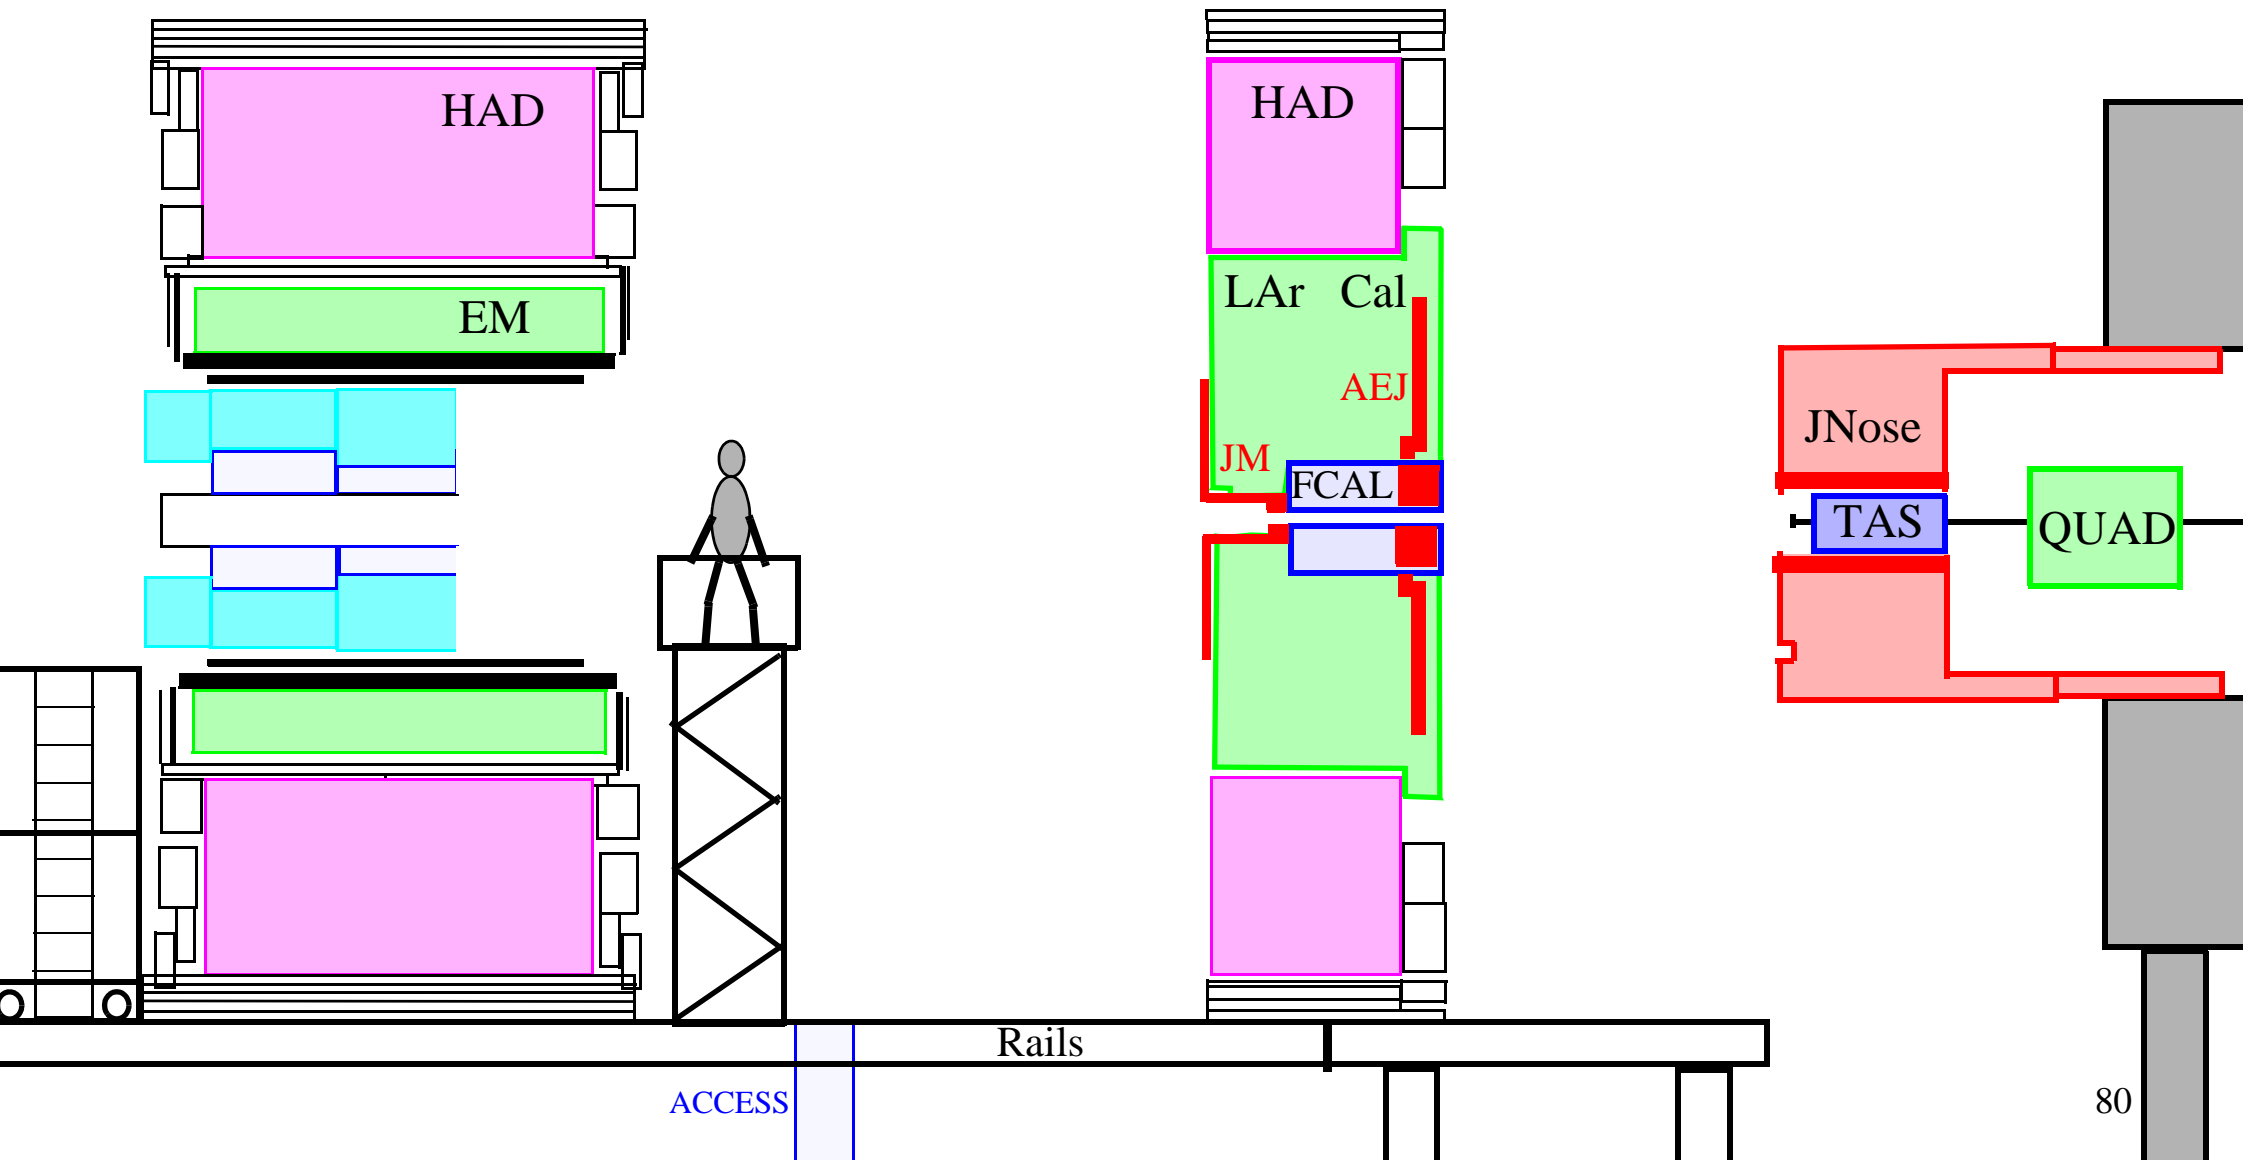 HAD
EM
HAD
LAr Cal
AEJ
JM
FCAL
JNose
TAS
QUAD
Rails
ACCESS
80